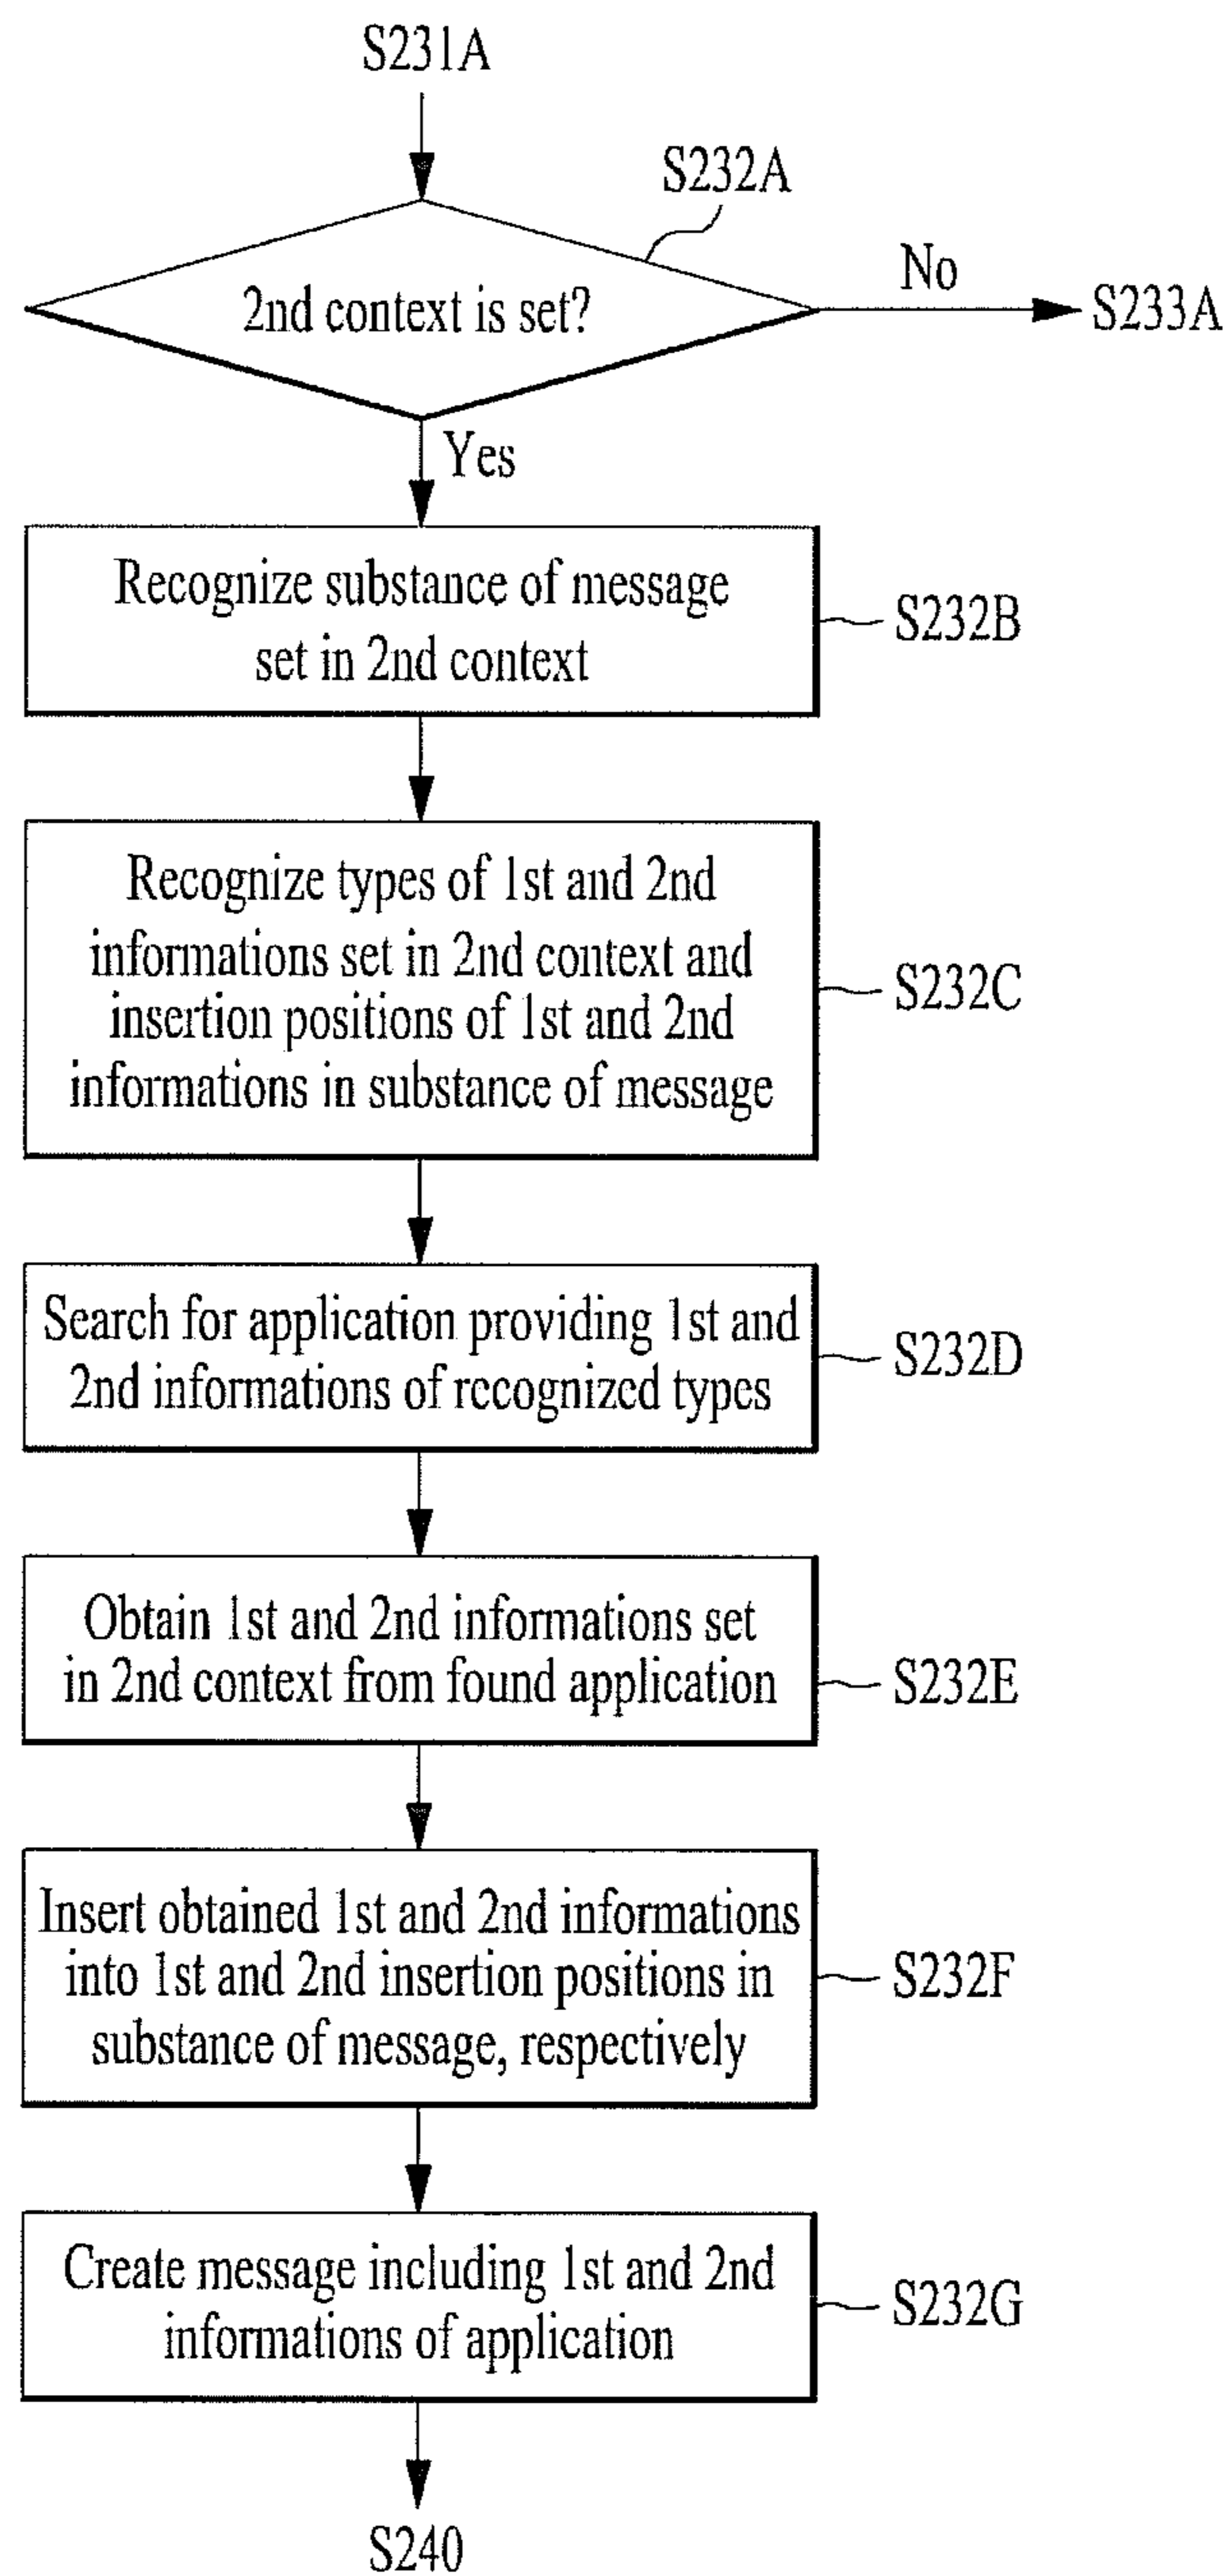 S231A
S232A
2nd context is set?
No
S233A
Yes
Recognize substance of message
set in 2nd context
S232B
Recognize types of 1st and 2nd
informations set in 2nd context and
insertion positions of 1st and 2nd
informations in substance of message
S232C
Search for application providing 1st and
2nd informations of recognized types
S232D
Obtain 1st and 2nd informations set
in 2nd context from found application
S232E
Insert obtained 1st and 2nd informations
into 1st and 2nd insertion positions in
substance of message, respectively
S232F
Create message including 1st and 2nd
informations of application
S232G
S240